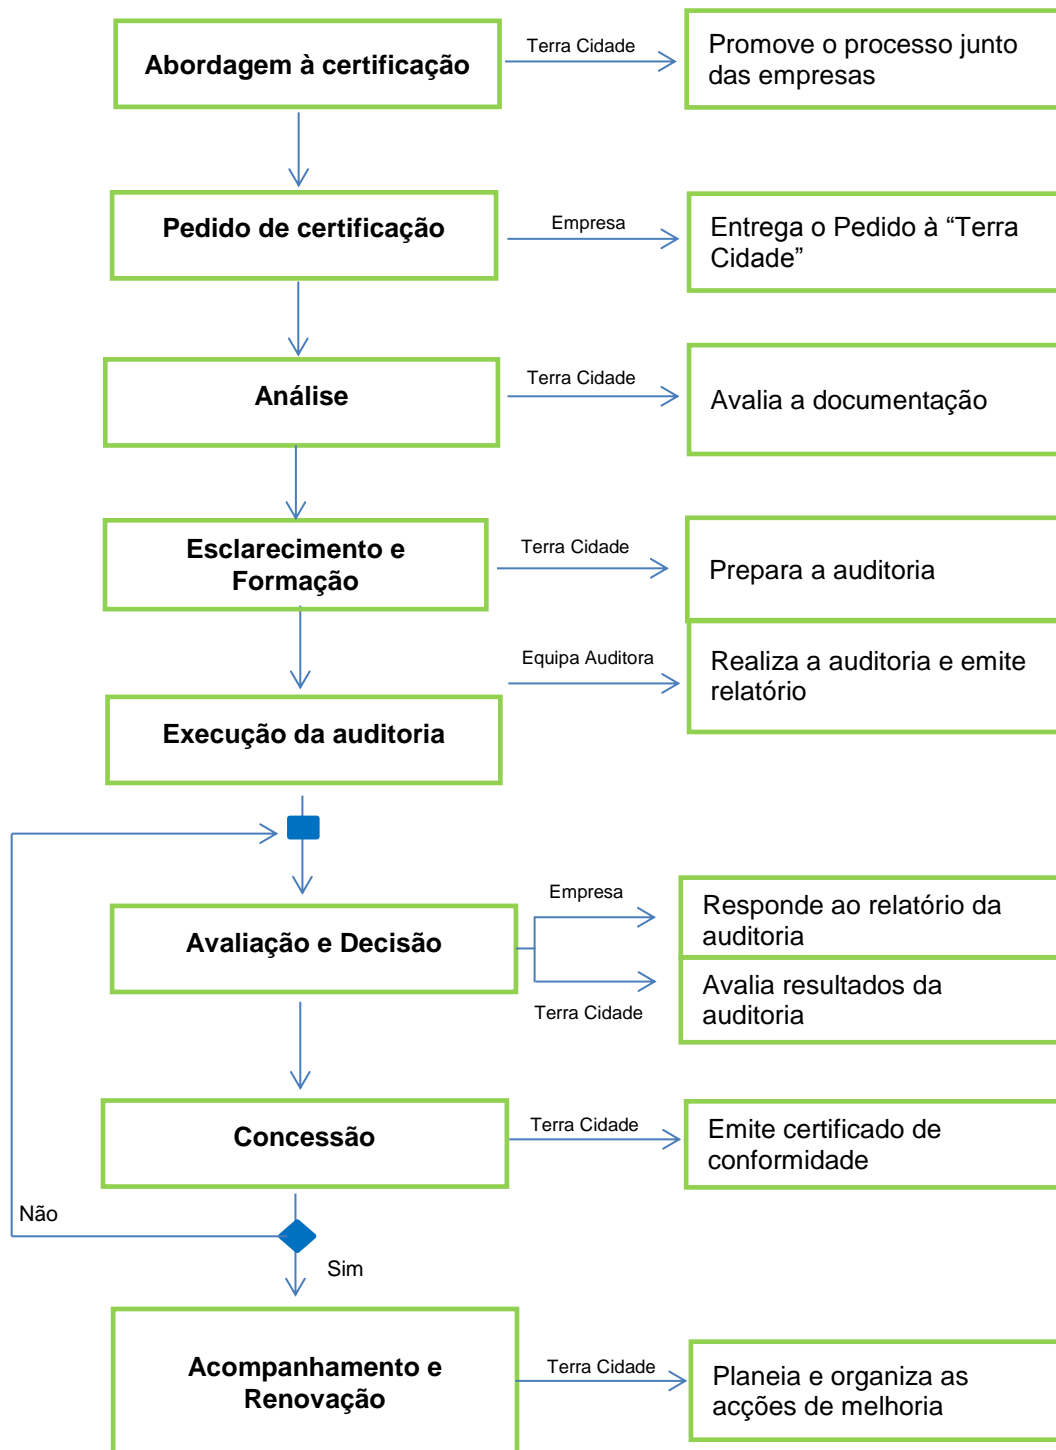 Abordagem à certificação
Terra Cidade
Promove o processo junto
das empresas
Pedido de certificação
Empresa
Entrega o Pedido à “Terra
Cidade”
Análise
Terra Cidade
Avalia a documentação
Esclarecimento e
Formação
Terra Cidade
Prepara a auditoria
Execução da auditoria
Equipa Auditora
Realiza a auditoria e emite
relatório
Avaliação e Decisão
Empresa
Responde ao relatório da
auditoria
Terra Cidade
Avalia resultados da
auditoria
Concessão
Terra Cidade
Emite certificado de
conformidade
Não
Sim
Acompanhamento e
Renovação
Terra Cidade
Planeia e organiza as
acções de melhoria